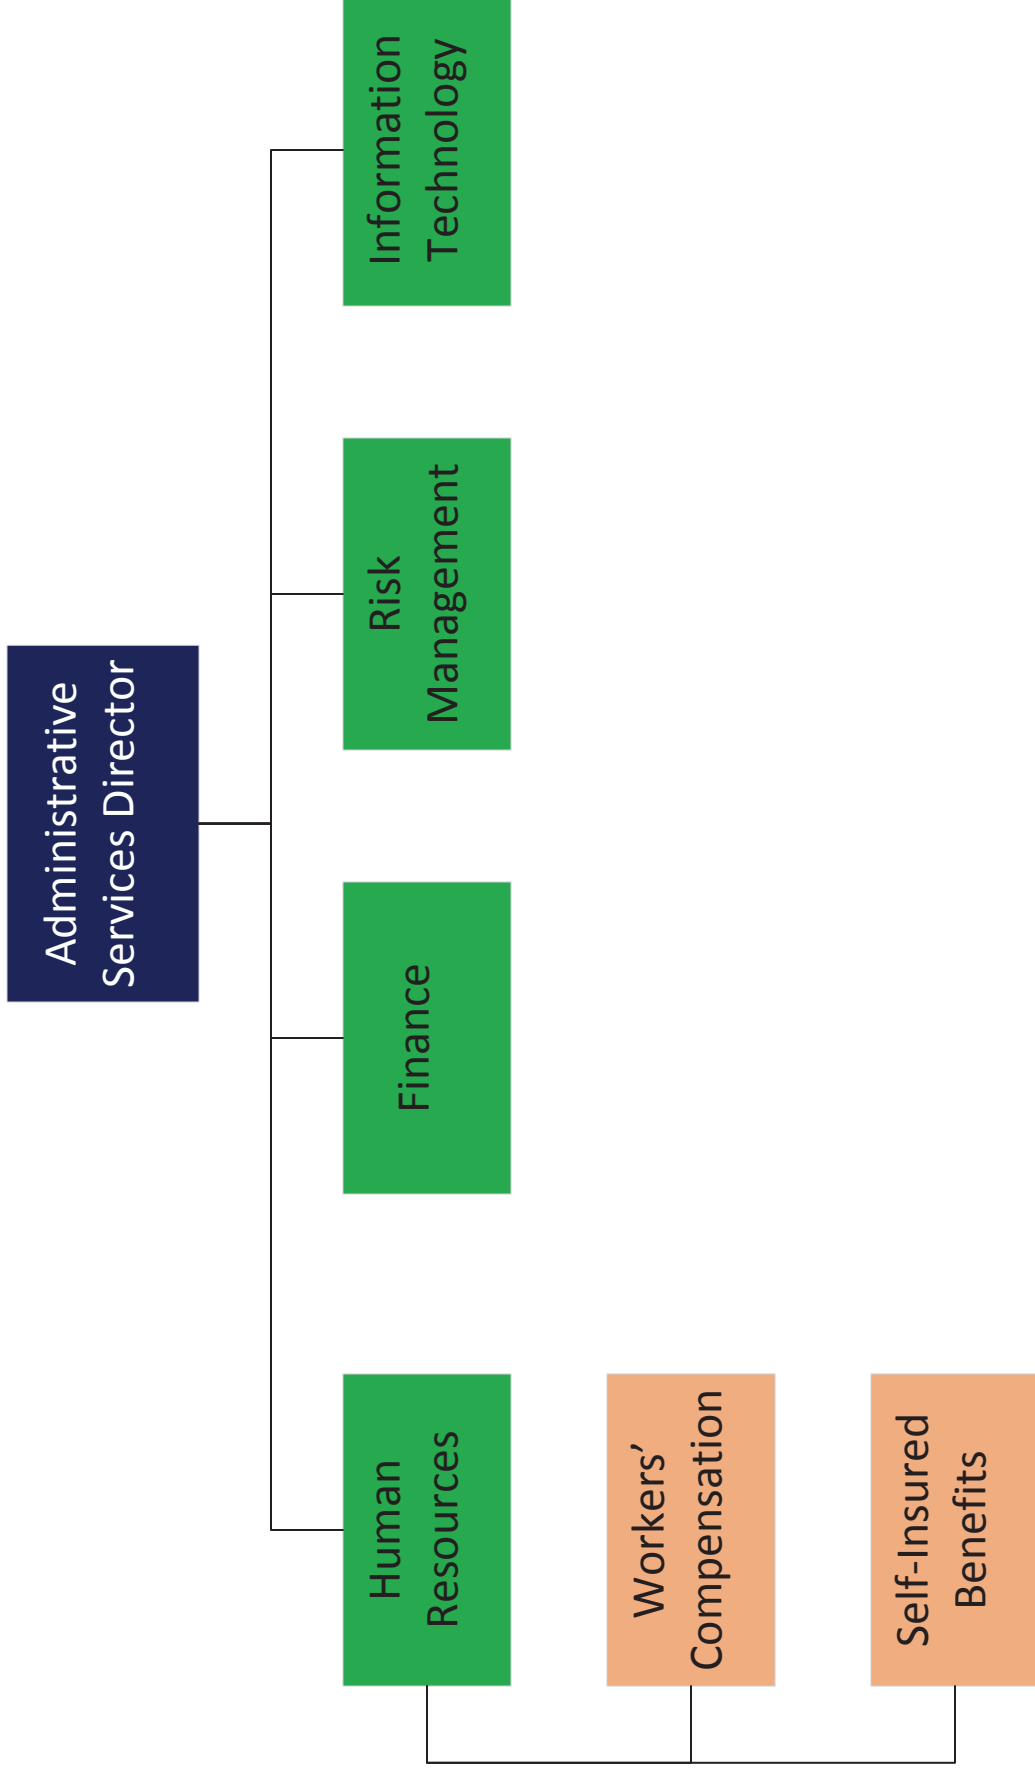 Administrative
Services Director
Human
Resources
Finance
Risk
Management
Information
Technology
Workers’
Compensation
Self-Insured
Benefits